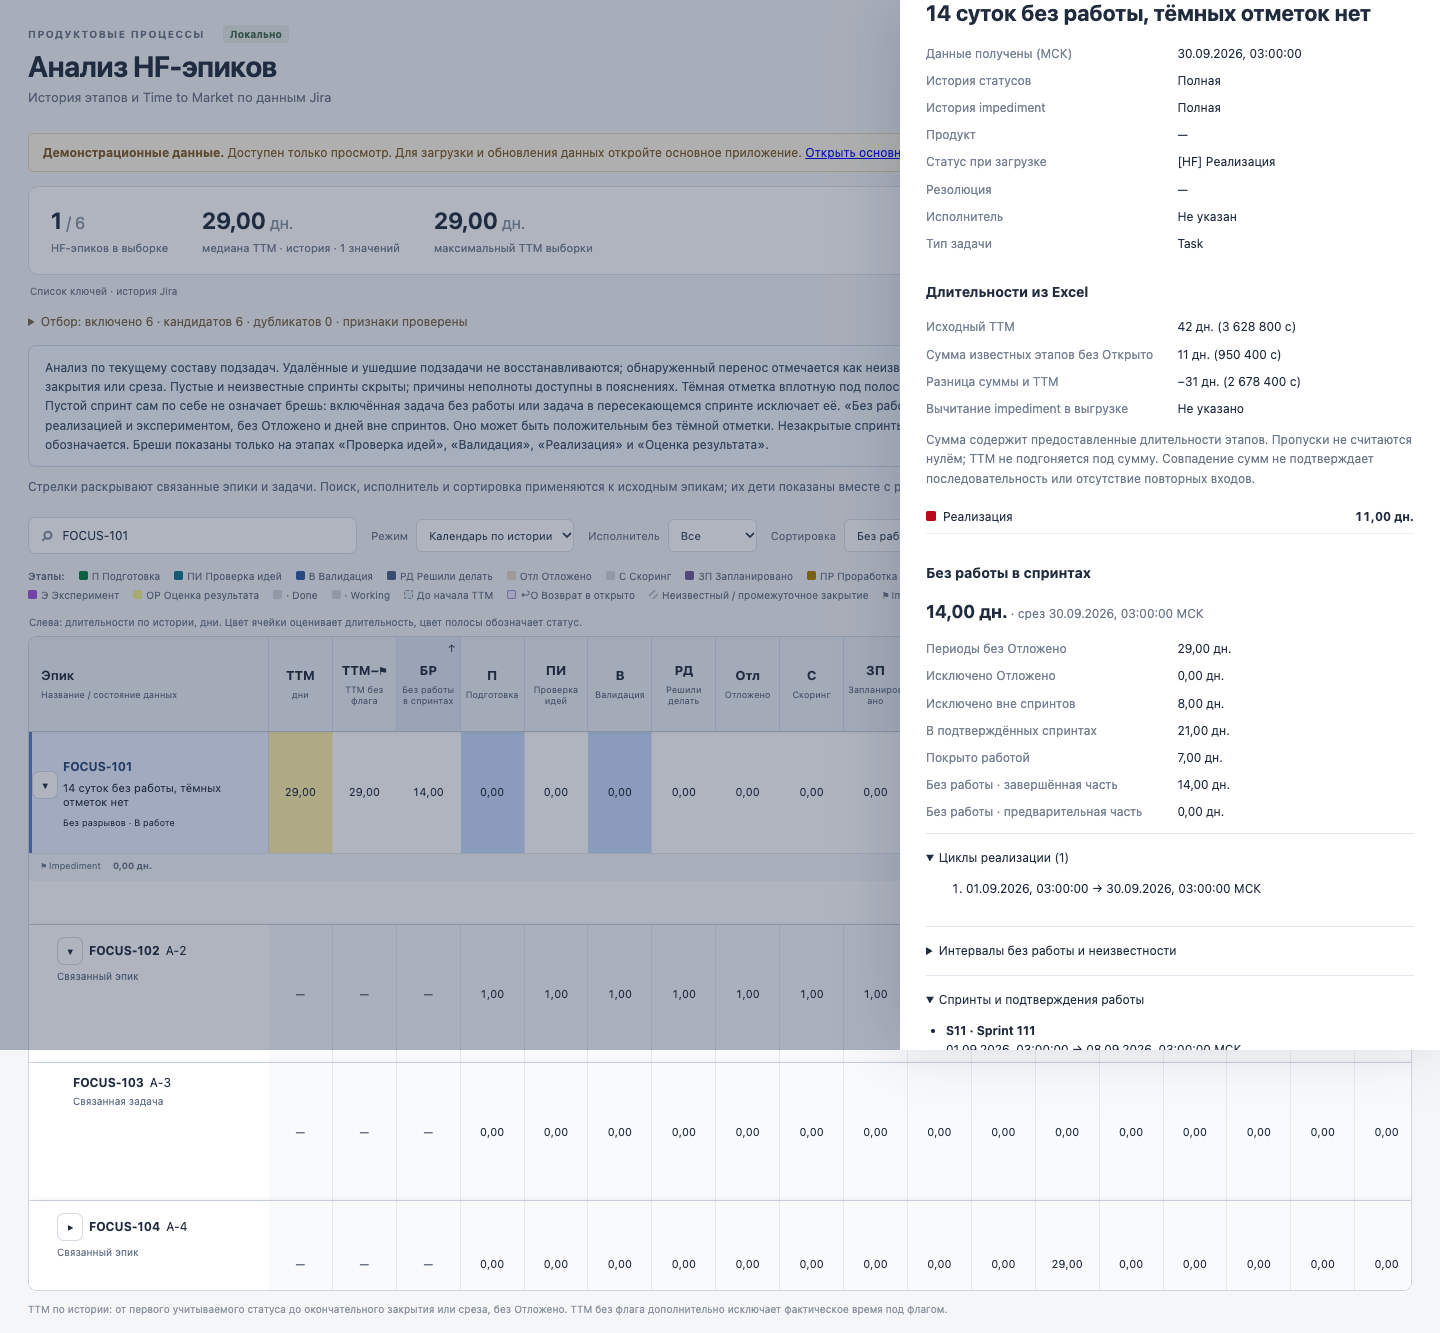 ПРОДУКТОВЫЕ ПРОЦЕССЫ Локально
Анализ HF-эпиков
История этапов и Time to Market по данным Jira
Демонстрационные данные. Доступен только просмотр. Для загрузки и обновления данных откройте основное приложение. Открыть основн
1 / 6
HF-эпиков в выборке
29,00 дн.
медиана ТТМ · история · 1 значений
29,00 дн.
максимальный ТТМ выборки
Список ключей · история Jira
Отбор: включено 6 · кандидатов 6 · дубликатов 0 · признаки проверены
Анализ по текущему составу подзадач. Удалённые и ушедшие подзадачи не восстанавливаются; обнаруженный перенос отмечается как неизв
закрытия или среза. Пустые и неизвестные спринты скрыты; причины неполноты доступны в пояснениях. Тёмная отметка вплотную под полос
Пустой спринт сам по себе не означает брешь: включённая задача без работы или задача в пересекающемся спринте исключает её. «Без рабо
реализацией и экспериментом, без Отложено и дней вне спринтов. Оно может быть положительным без тёмной отметки. Незакрытые спринты
обозначается. Бреши показаны только на этапах «Проверка идей», «Валидация», «Реализация» и «Оценка результата».
Стрелки раскрывают связанные эпики и задачи. Поиск, исполнитель и сортировка применяются к исходным эпикам; их дети показаны вместе с р
FOCUS-101 Режим Календарь по истории Исполнитель Все Сортировка Без раб
Этапы: П Подготовка ПИ Проверка идей В Валидация РД Решили делать Отл Отложено С Скоринг ЗП Запланировано ПР Проработка
Э Эксперимент ОР Оценка результата · Done · Working До начала ТТМ ↩О Возврат в открыто Неизвестный / промежуточное закрытие ⚑ Im
Слева: длительности по истории, дни. Цвет ячейки оценивает длительность, цвет полосы обозначает статус.
Эпик
Название / состояние данных
ТТМ
дни
ТТМ–⚑
ТТМ без
флага
↑
БР
Без работы
в спринтах
П
Подготовка
ПИ
Проверка
идей
В
Валидация
РД
Решили
делать
Отл
Отложено
С
Скоринг
ЗП
Запланиров
ано
FOCUS-101
14 суток без работы, тёмных
отметок нет
Без разрывов · В работе
29,00 29,00 14,00 0,00 0,00 0,00 0,00 0,00 0,00 0,00
⚑ Impediment 0,00 дн.
FOCUS-102 A-2
Связанный эпик
— — — 1,00 1,00 1,00 1,00 1,00 1,00 1,00
FOCUS-103 A-3
Связанная задача
— — — 0,00 0,00 0,00 0,00 0,00 0,00 0,00 0,00 0,00 0,00 0,00 0,00 0,00 0,00 0,00
FOCUS-104 A-4
Связанный эпик
— — — 0,00 0,00 0,00 0,00 0,00 0,00 0,00 0,00 0,00 29,00 0,00 0,00 0,00 0,00 0,00
ТТМ по истории: от первого учитываемого статуса до окончательного закрытия или среза, без Отложено. ТТМ без флага дополнительно исключает фактическое время под флагом.
14 суток без работы, тёмных отметок нет
Данные получены (МСК) 30.09.2026, 03:00:00
История статусов Полная
История impediment Полная
Продукт —
Статус при загрузке [HF] Реализация
Резолюция —
Исполнитель Не указан
Тип задачи Task
Длительности из Excel
Исходный ТТМ 42 дн. (3 628 800 с)
Сумма известных этапов без Открыто 11 дн. (950 400 с)
Разница суммы и ТТМ −31 дн. (2 678 400 с)
Вычитание impediment в выгрузке Не указано
Сумма содержит предоставленные длительности этапов. Пропуски не считаются
нулём; ТТМ не подгоняется под сумму. Совпадение сумм не подтверждает
последовательность или отсутствие повторных входов.
Реализация 11,00 дн.
Без работы в спринтах
14,00 дн. · срез 30.09.2026, 03:00:00 МСК
Периоды без Отложено 29,00 дн.
Исключено Отложено 0,00 дн.
Исключено вне спринтов 8,00 дн.
В подтверждённых спринтах 21,00 дн.
Покрыто работой 7,00 дн.
Без работы · завершённая часть 14,00 дн.
Без работы · предварительная часть 0,00 дн.
Циклы реализации (1)
1. 01.09.2026, 03:00:00 → 30.09.2026, 03:00:00 МСК
Интервалы без работы и неизвестности
Спринты и подтверждения работы
• S11 · Sprint 111
01.09.2026, 03:00:00 → 08.09.2026, 03:00:00 МСК